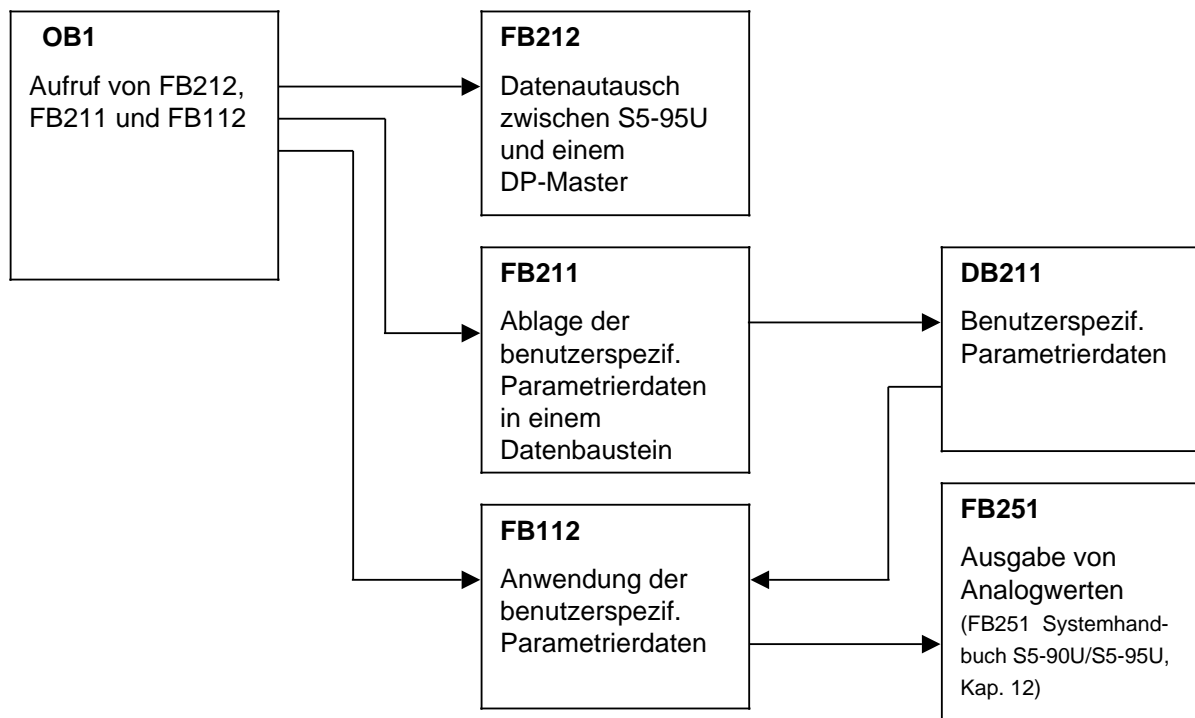 OB1
Aufruf von FB212,
FB211 und FB112
FB212
Datenautausch
zwischen S5-95U
und einem
DP-Master
FB211
Ablage der
benutzerspezif.
Parametrierdaten
in einem
Datenbaustein
DB211
Benutzerspezif.
Parametrierdaten
FB112
Anwendung der
benutzerspezif.
Parametrierdaten
FB251
Ausgabe von
Analogwerten
(FB251 Systemhand-
buch S5-90U/S5-95U,
Kap. 12)